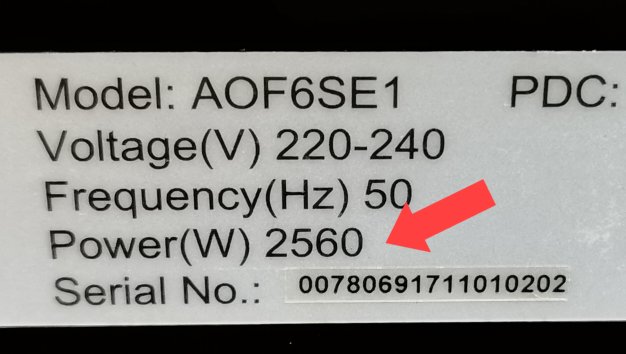 Model: AOF6SE1 PDC:
Voltage(V) 220-240
Frequency(Hz) 50
Power(W) 2560
Serial No.: 00780691711010202